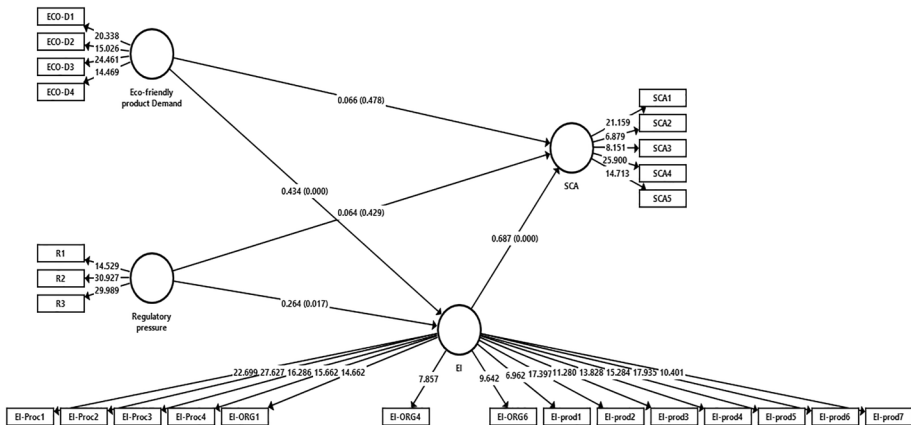 ECO-D1
ECO-D2
ECO-D3
ECO-D4
20.338
15.026
24.461
14.469
Eco-friendly
product Demand
0.066 (0.478)
SCA1
SCA2
SCA3
SCA4
SCA5
21.159
6.879
8.151
25.900
14.713
SCA
0.434 (0.000)
0.064 (0.429)
0.687 (0.000)
R1
R2
R3
14.529
30.927
29.989
Regulatory
pressure
0.264 (0.017)
EI
22.699 27.627 16.286 15.662 14.662
7.857
9.642
6.962 17.397 11.280 13.828 15.284 17.935 10.401
EI-Proc1 EI-Proc2 EI-Proc3 EI-Proc4 EI-ORG1 EI-ORG4 EI-ORG6 EI-prod1 EI-prod2 EI-prod3 EI-prod4 EI-prod5 EI-prod6 EI-prod7